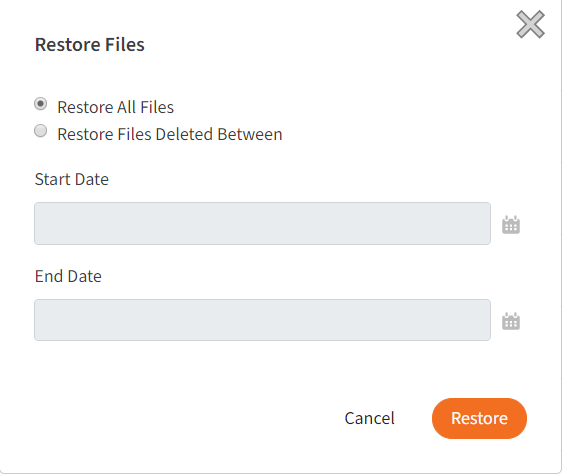 Restore Files
Restore All Files
Restore Files Deleted Between
Start Date
End Date
Cancel
Restore